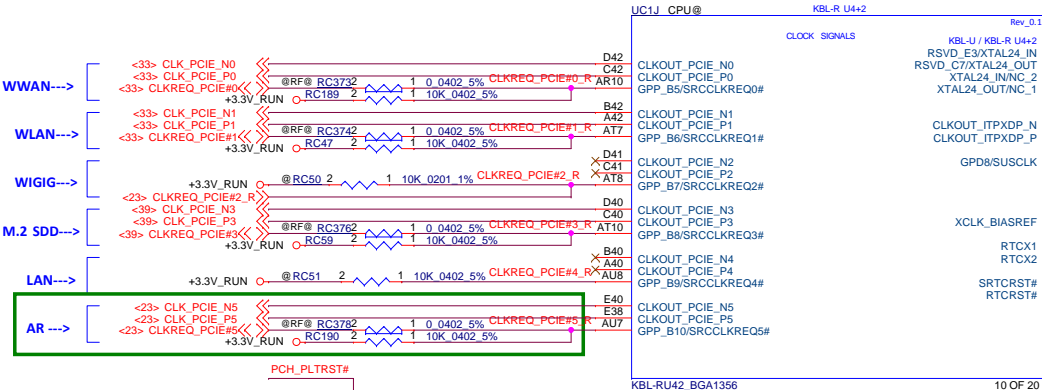 UC1J CPU@ KBL-R U4+2
Rev_0.1
CLOCK SIGNALS
KBL-U / KBL-R U4+2
WWAN--->
<33> CLK_PCIE_N0 D42 CLKOUT_PCIE_N0 RSVD_E3/XTAL24_IN
<33> CLK_PCIE_P0 C42 CLKOUT_PCIE_P0 RSVD_C7/XTAL24_OUT
<33> CLKREQ_PCIE#0 @RF@ RC373 2 1 0_0402_5% CLKREQ_PCIE#0_R AR10 GPP_B5/SRCCLKREQ0# XTAL24_IN/NC_2
+3.3V_RUN RC189 2 1 10K_0402_5% XTAL24_OUT/NC_1
WLAN--->
<33> CLK_PCIE_N1 B42 CLKOUT_PCIE_N1
<33> CLK_PCIE_P1 A42 CLKOUT_PCIE_P1 CLKOUT_ITPXDP_N
<33> CLKREQ_PCIE#1 @RF@ RC374 2 1 0_0402_5% CLKREQ_PCIE#1_R AT7 GPP_B6/SRCCLKREQ1# CLKOUT_ITPXDP_P
+3.3V_RUN RC47 2 1 10K_0402_5%
WIGIG--->
D41 CLKOUT_PCIE_N2 GPD8/SUSCLK
C41 CLKOUT_PCIE_P2
+3.3V_RUN @ RC50 2 1 10K_0201_1% CLKREQ_PCIE#2_R AT8 GPP_B7/SRCCLKREQ2#
<23> CLKREQ_PCIE#2_R
M.2 SDD--->
<39> CLK_PCIE_N3 D40 CLKOUT_PCIE_N3
<39> CLK_PCIE_P3 C40 CLKOUT_PCIE_P3 XCLK_BIASREF
<39> CLKREQ_PCIE#3 @RF@ RC376 2 1 0_0402_5% CLKREQ_PCIE#3_R AT10 GPP_B8/SRCCLKREQ3#
+3.3V_RUN RC59 2 1 10K_0402_5% RTCX1
LAN--->
B40 CLKOUT_PCIE_N4 RTCX2
A40 CLKOUT_PCIE_P4
+3.3V_RUN @ RC51 2 1 10K_0402_5% CLKREQ_PCIE#4_R AU8 GPP_B9/SRCCLKREQ4# SRTCRST#
RTCRST#
AR --->
<23> CLK_PCIE_N5 E40 CLKOUT_PCIE_N5
<23> CLK_PCIE_P5 E38 CLKOUT_PCIE_P5
<23> CLKREQ_PCIE#5 @RF@ RC378 2 1 0_0402_5% CLKREQ_PCIE#5_R AU7 GPP_B10/SRCCLKREQ5#
+3.3V_RUN RC190 2 1 10K_0402_5%
PCH_PLTRST#
KBL-RU42_BGA1356 10 OF 20